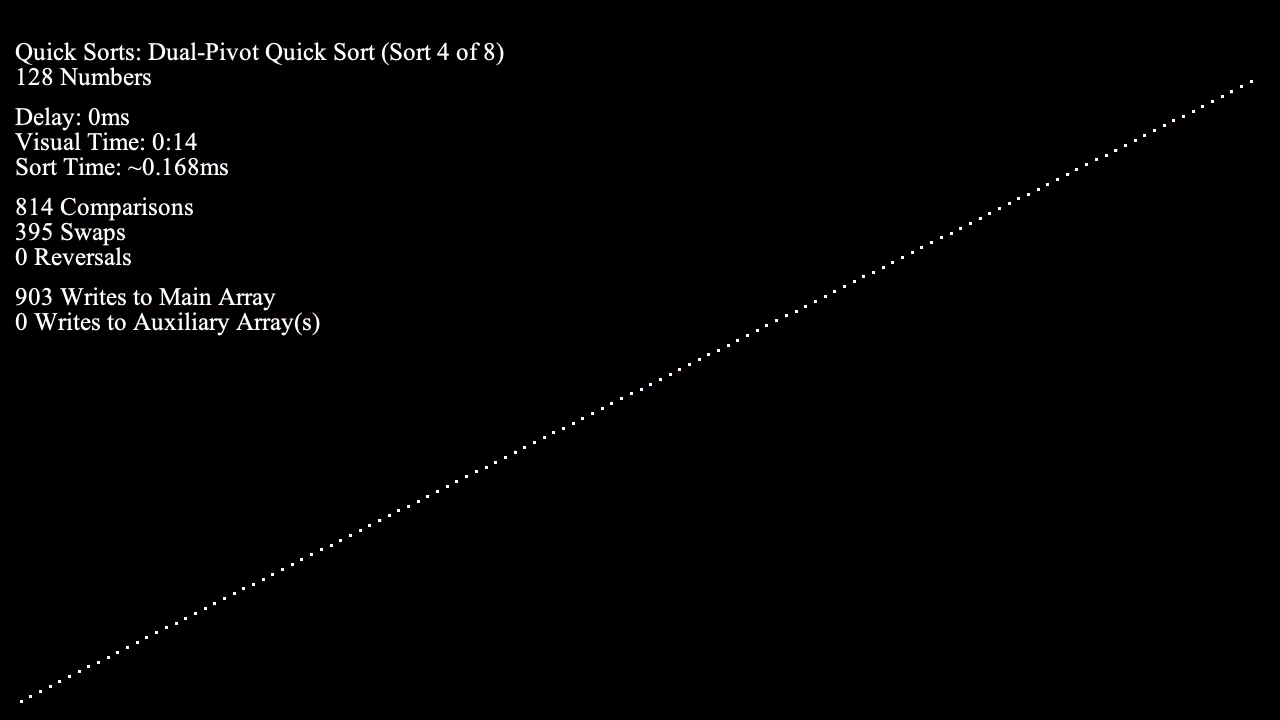 Quick Sorts: Dual-Pivot Quick Sort (Sort 4 of 8)
128 Numbers
Delay: 0ms
Visual Time: 0:14
Sort Time: ~0.168ms
814 Comparisons
395 Swaps
0 Reversals
903 Writes to Main Array
0 Writes to Auxiliary Array(s)